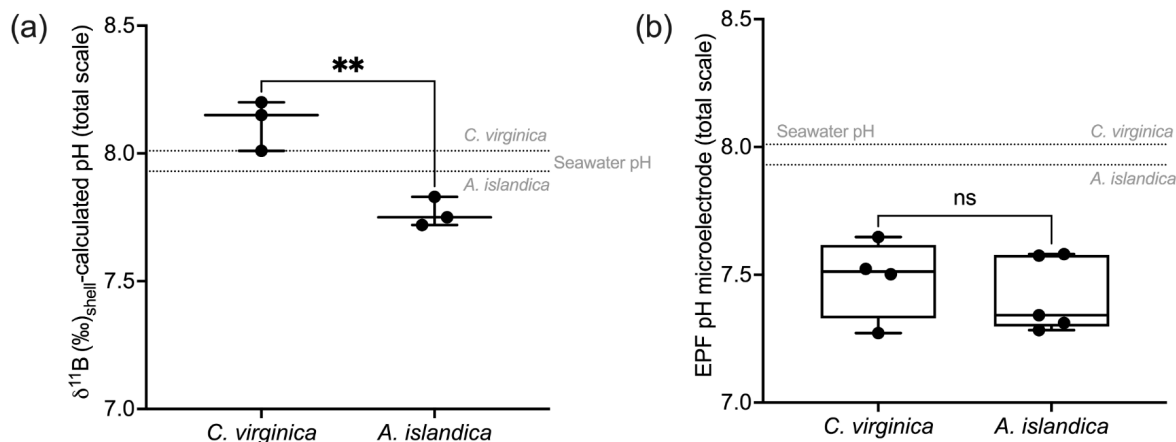 (a)
δ¹¹B (‰)shell-calculated pH (total scale)
8.5
8.0
7.5
7.0
**
C. virginica
Seawater pH
A. islandica
C. virginica
A. islandica
(b)
EPF pH microelectrode (total scale)
8.5
8.0
7.5
7.0
Seawater pH
C. virginica
A. islandica
ns
C. virginica
A. islandica